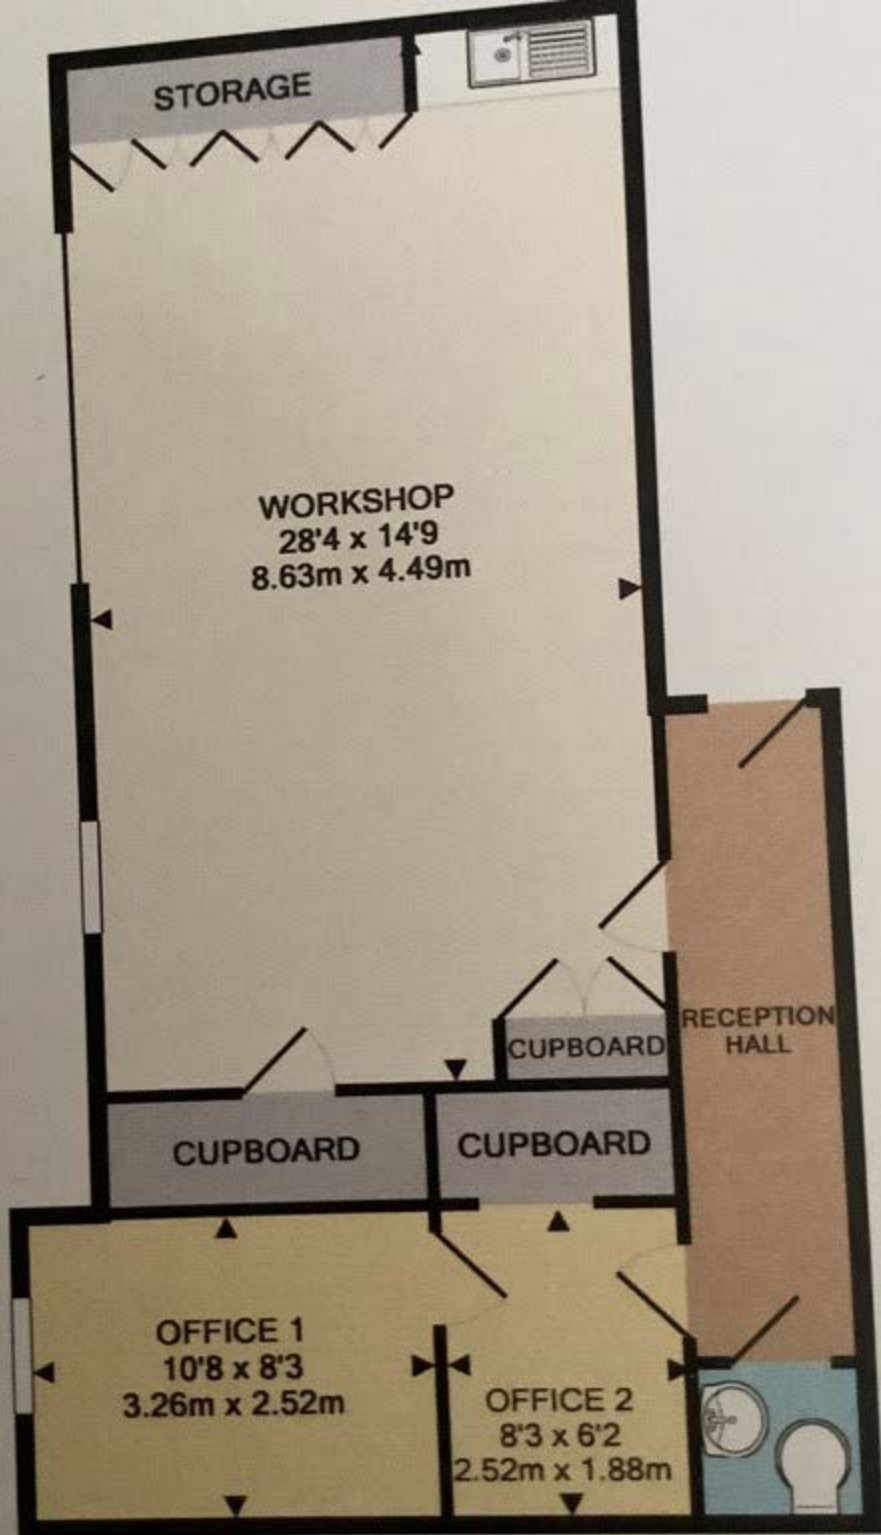 STORAGE
WORKSHOP
28'4 x 14'9
8.63m x 4.49m
RECEPTION
HALL
CUPBOARD
CUPBOARD
CUPBOARD
OFFICE 1
10'8 x 8'3
3.26m x 2.52m
OFFICE 2
8'3 x 6'2
2.52m x 1.88m